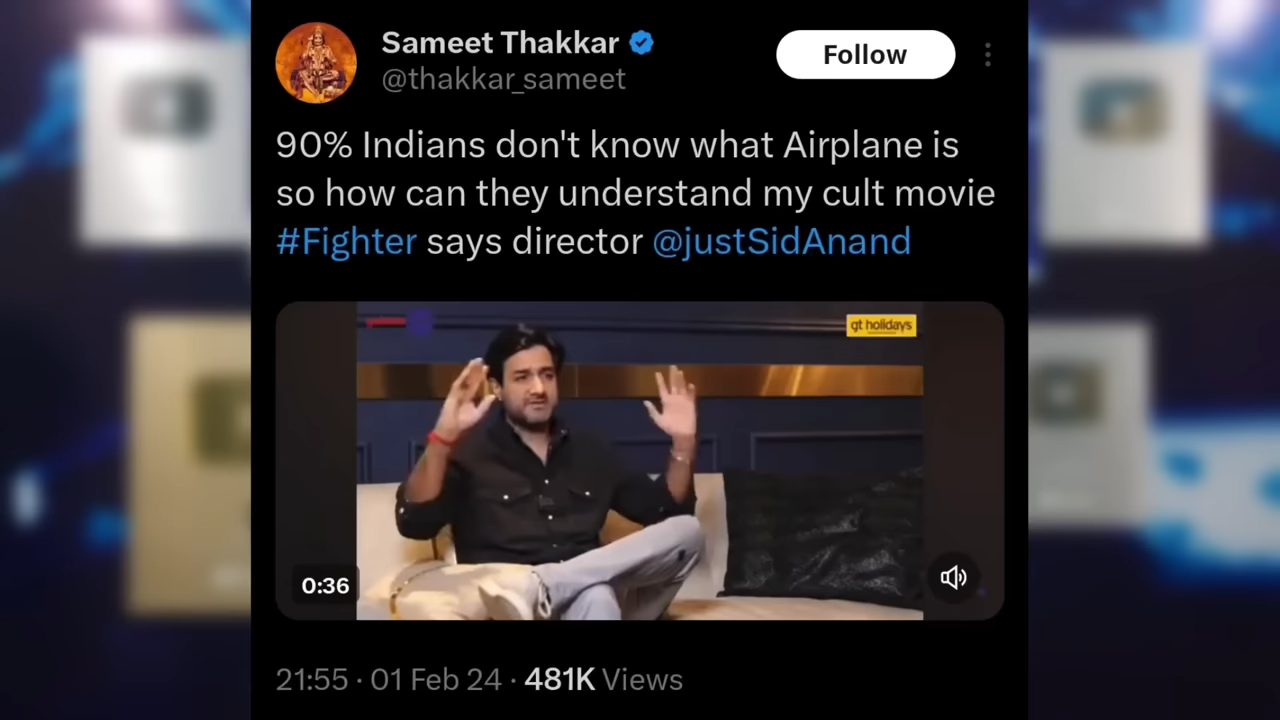 Sameet Thakkar
Follow
@thakkar_sameet
90% Indians don't know what Airplane is
so how can they understand my cult movie
#Fighter says director @justSidAnand
gt holidays
0:36
21:55 · 01 Feb 24 · 481K Views